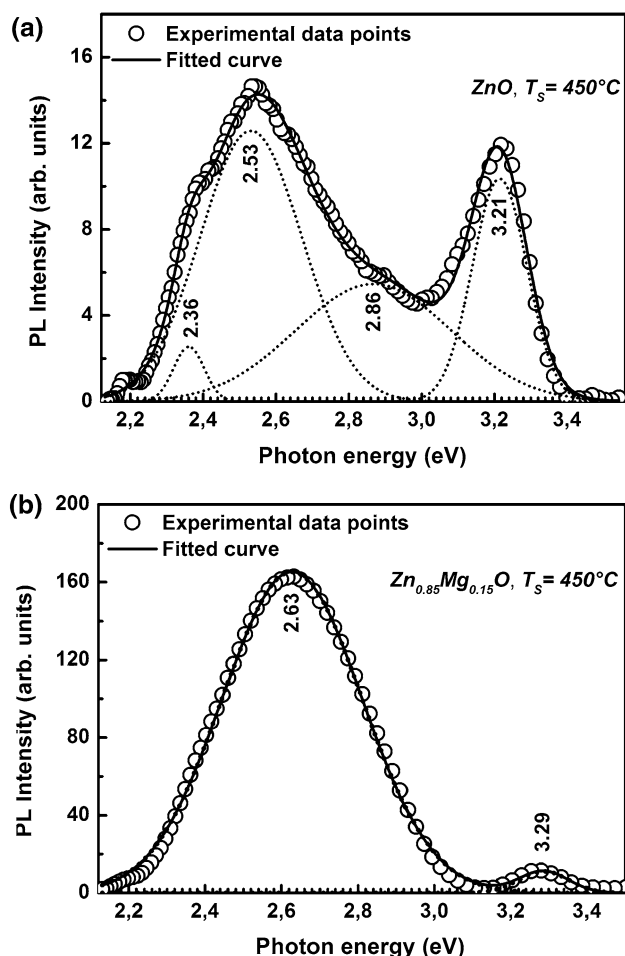 (a)
18
Experimental data points
Fitted curve
ZnO, T_S= 450°C
16
12
8
4
0
PL Intensity (arb. units)
2.36
2.53
2.86
3.21
2,2 2,4 2,6 2,8 3,0 3,2 3,4
Photon energy (eV)
(b)
200
Experimental data points
Fitted curve
Zn0.85Mg0.15O, T_S= 450°C
160
120
80
40
0
PL Intensity (arb. units)
2.63
3.29
2,2 2,4 2,6 2,8 3,0 3,2 3,4
Photon energy (eV)